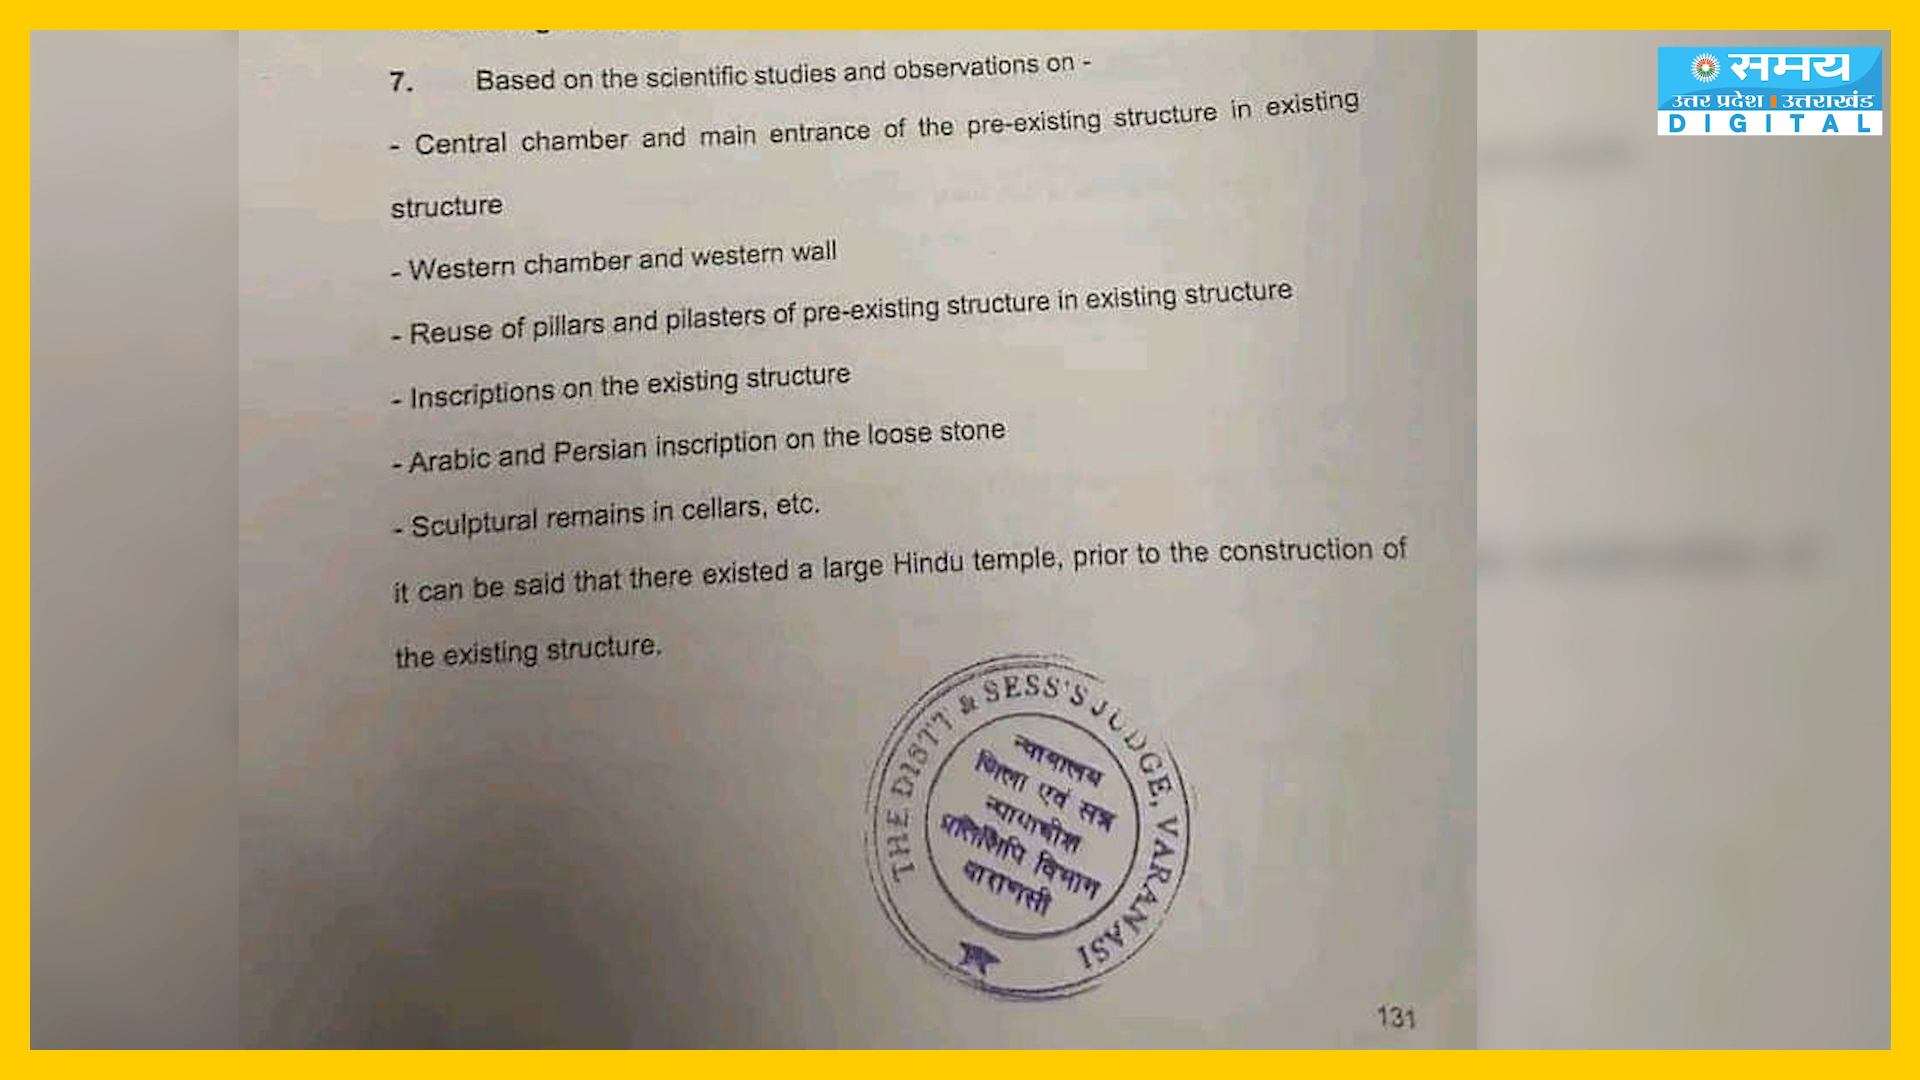 समय
उत्तर प्रदेश उत्तराखंड
DIGITAL
7. Based on the scientific studies and observations on -
- Central chamber and main entrance of the pre-existing structure in existing
structure
- Western chamber and western wall
- Reuse of pillars and pilasters of pre-existing structure in existing structure
- Inscriptions on the existing structure
- Arabic and Persian inscription on the loose stone
- Sculptural remains in cellars, etc.
it can be said that there existed a large Hindu temple, prior to the construction of
the existing structure.
THE DISTT & SESS'S JUDGE, VARANASI
न्यायालय
जिला एवं सत्र
न्यायाधीश
प्रतिलिपि विभाग
वाराणसी
131